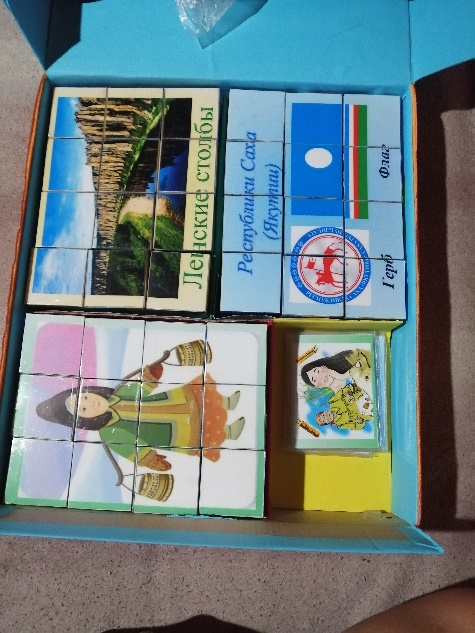 Ленские столбы
Республики Саха
(Якутии)
Флаг
Герб